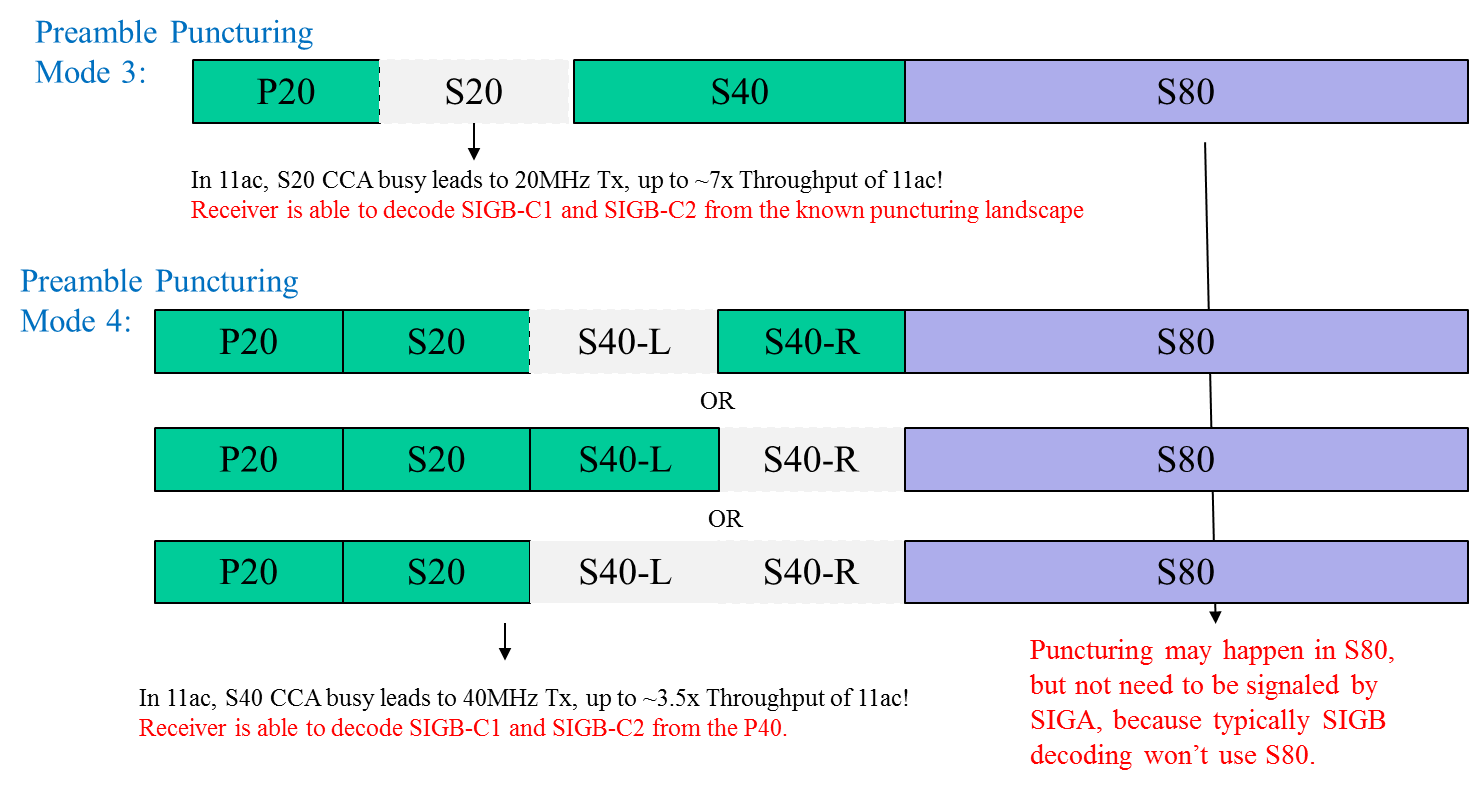 Preamble Puncturing
Mode 3:
P20 S20 S40 S80
In 11ac, S20 CCA busy leads to 20MHz Tx, up to ~7x Throughput of 11ac!
Receiver is able to decode SIGB-C1 and SIGB-C2 from the known puncturing landscape
Preamble Puncturing
Mode 4:
P20 S20 S40-L S40-R S80
OR
P20 S20 S40-L S40-R S80
OR
P20 S20 S40-L S40-R S80
In 11ac, S40 CCA busy leads to 40MHz Tx, up to ~3.5x Throughput of 11ac!
Receiver is able to decode SIGB-C1 and SIGB-C2 from the P40.
Puncturing may happen in S80,
but not need to be signaled by
SIGA, because typically SIGB
decoding won’t use S80.